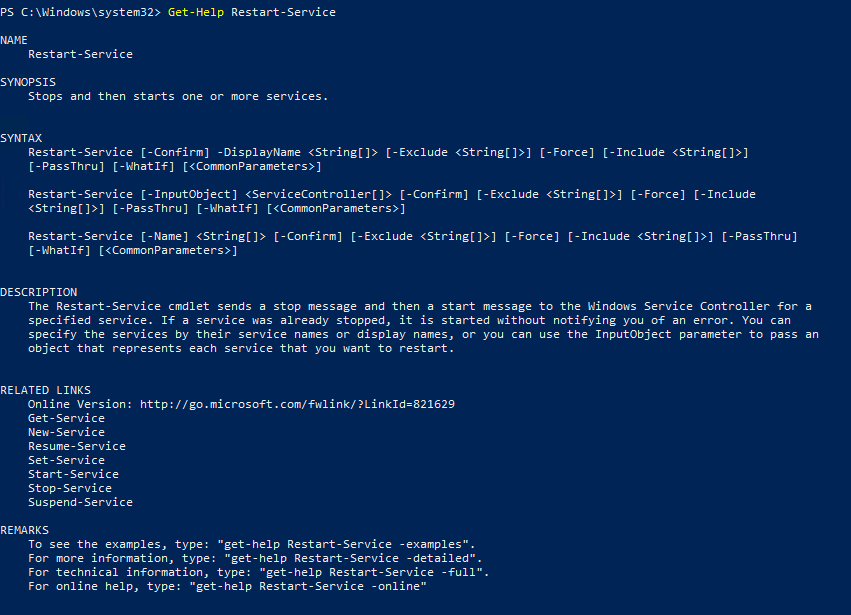 PS C:\Windows\system32> Get-Help Restart-Service
NAME
Restart-Service
SYNOPSIS
Stops and then starts one or more services.
SYNTAX
Restart-Service [-Confirm] -DisplayName <String[]> [-Exclude <String[]>] [-Force] [-Include <String[]>]
[-PassThru] [-WhatIf] [<CommonParameters>]
Restart-Service [-InputObject] <ServiceController[]> [-Confirm] [-Exclude <String[]>] [-Force] [-Include
<String[]>] [-PassThru] [-WhatIf] [<CommonParameters>]
Restart-Service [-Name] <String[]> [-Confirm] [-Exclude <String[]>] [-Force] [-Include <String[]>] [-PassThru]
[-WhatIf] [<CommonParameters>]
DESCRIPTION
The Restart-Service cmdlet sends a stop message and then a start message to the Windows Service Controller for a
specified service. If a service was already stopped, it is started without notifying you of an error. You can
specify the services by their service names or display names, or you can use the InputObject parameter to pass an
object that represents each service that you want to restart.
RELATED LINKS
Online Version: http://go.microsoft.com/fwlink/?LinkId=821629
Get-Service
New-Service
Resume-Service
Set-Service
Start-Service
Stop-Service
Suspend-Service
REMARKS
To see the examples, type: "get-help Restart-Service -examples".
For more information, type: "get-help Restart-Service -detailed".
For technical information, type: "get-help Restart-Service -full".
For online help, type: "get-help Restart-Service -online"